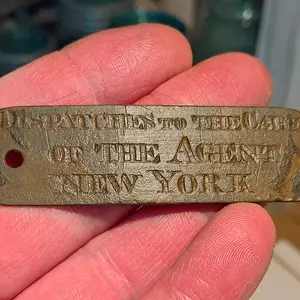 DISPATCHES TO THE CARE
OF THE AGENT
NEW YORK